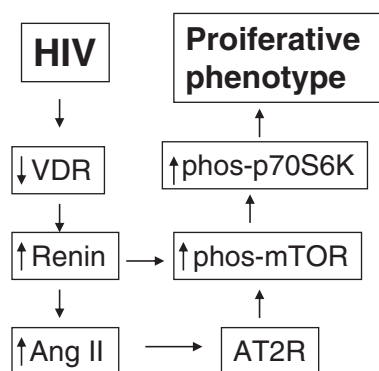 HIV
Proiferative
phenotype
↓VDR
↑phos-p70S6K
↑Renin
↑phos-mTOR
↑Ang II
AT2R